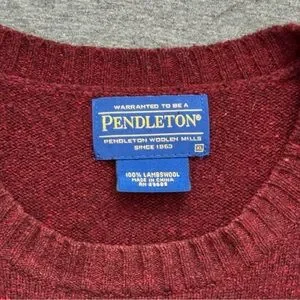 WARRANTED TO BE A
PENDLETON®
PENDLETON WOOLEN MILLS
SINCE 1863
100% LAMBSWOOL
MADE IN CHINA